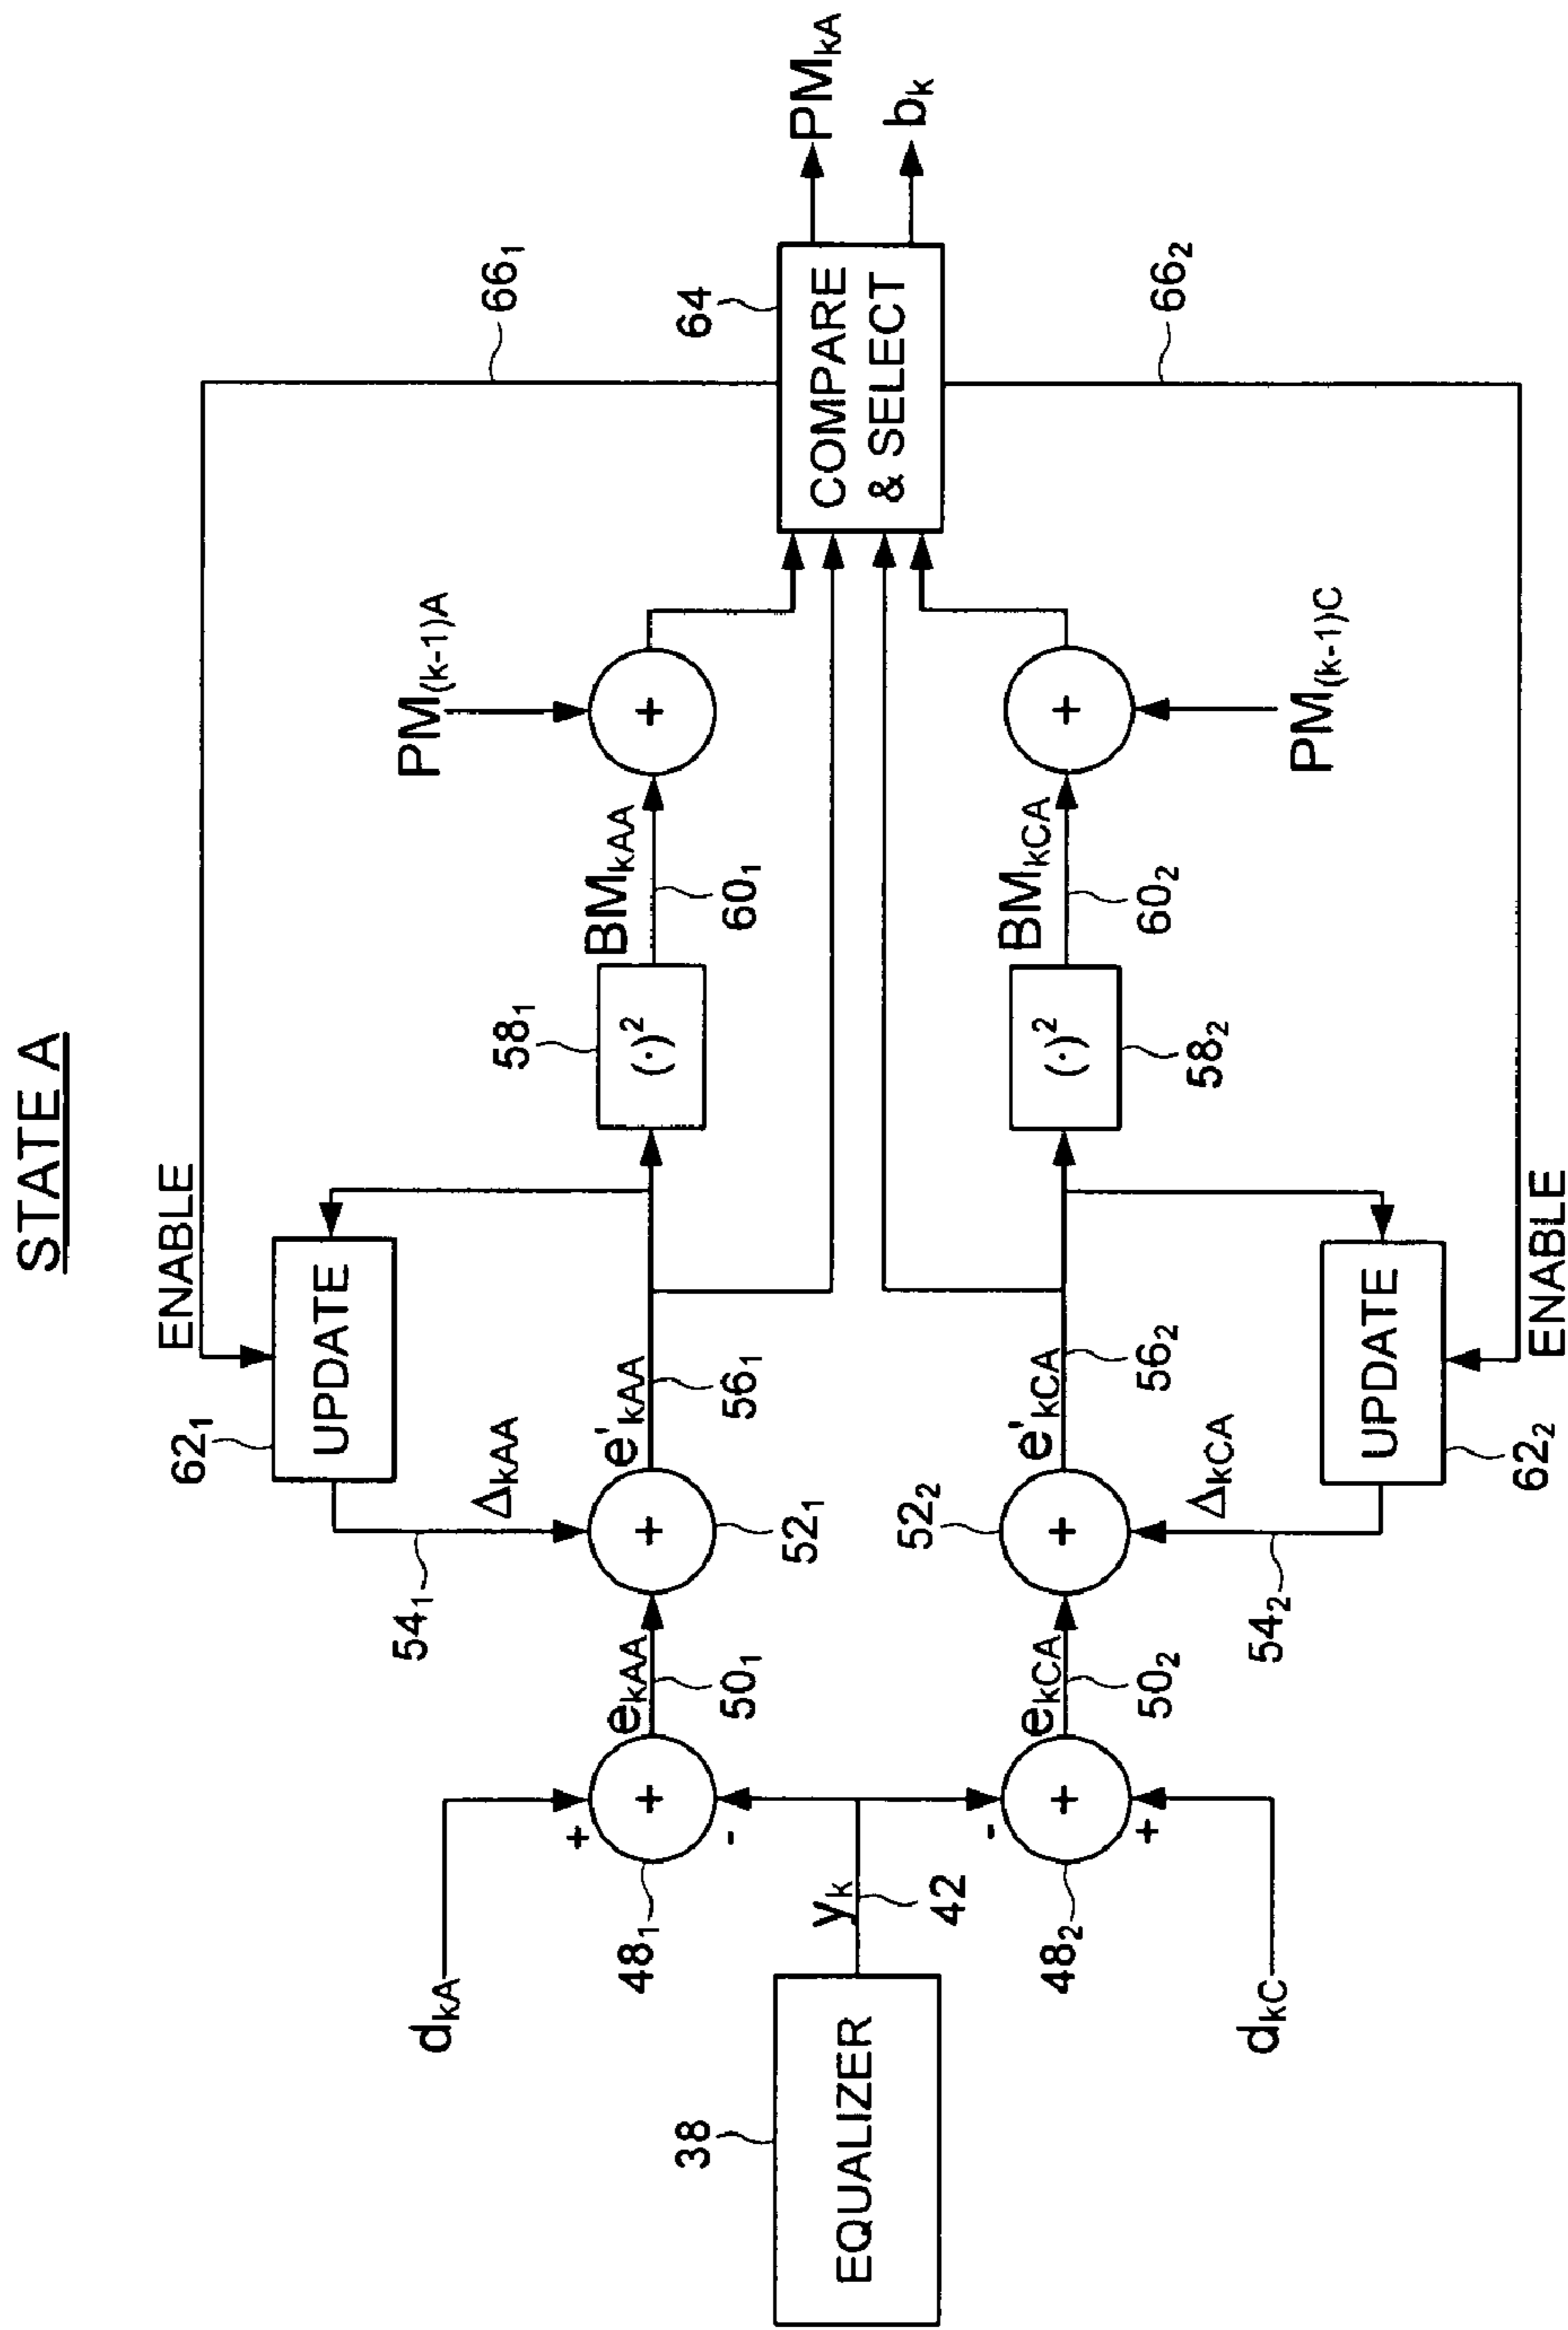 STATE A
ENABLE
66₁
62₁
UPDATE
54₁
Δ_kAA
PM_(k-1)A
58₁
d_kA
+
-
48₁
+
e_kAA
50₁
+
52₁
e'_kAA
56₁
(·)²
BM_kAA
60₁
+
64
COMPARE
& SELECT
PM_kA
b_k
38
EQUALIZER
y_k
42
-
+
48₂
+
e_kCA
50₂
52₂
+
e'_kCA
56₂
(·)²
58₂
BM_kCA
60₂
+
66₂
d_kC
54₂
Δ_kCA
PM_(k-1)C
UPDATE
62₂
ENABLE